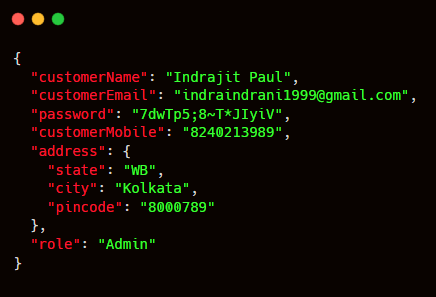 {
"customerName": "Indrajit Paul",
"customerEmail": "indraindrani1999@gmail.com",
"password": "7dwTp5;8~T*JIyiV",
"customerMobile": "8240213989",
"address": {
"state": "WB",
"city": "Kolkata",
"pincode": "8000789"
},
"role": "Admin"
}